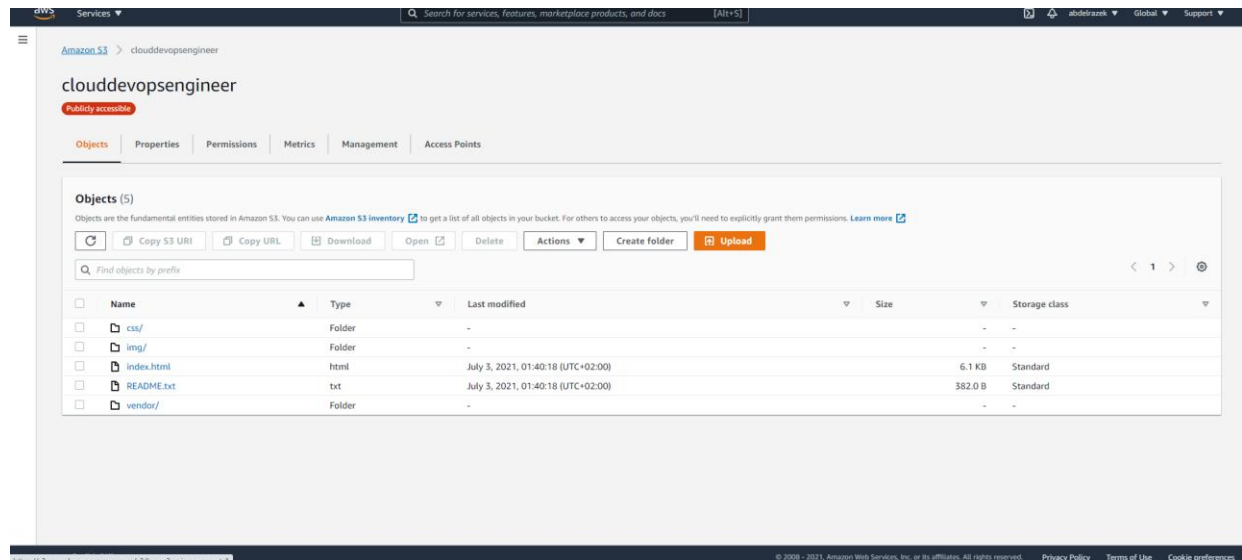 aws Services ▼ Search for services, features, marketplace products, and docs [Alt+S] abdelrazek ▼ Global ▼ Support ▼
Amazon S3 > clouddevopsengineer
clouddevopsengineer
Publicly accessible
Objects Properties Permissions Metrics Management Access Points
Objects (5)
Objects are the fundamental entities stored in Amazon S3. You can use Amazon S3 inventory to get a list of all objects in your bucket. For others to access your objects, you'll need to explicitly grant them permissions. Learn more
Copy S3 URI Copy URL Download Open Delete Actions ▼ Create folder Upload
Find objects by prefix
< 1 >
Name ▲ Type Last modified Size Storage class
css/ Folder - - -
img/ Folder - - -
index.html html July 3, 2021, 01:40:18 (UTC+02:00) 6.1 KB Standard
README.txt txt July 3, 2021, 01:40:18 (UTC+02:00) 382.0 B Standard
vendor/ Folder - - -
© 2008 - 2021, Amazon Web Services, Inc. or its affiliates. All rights reserved. Privacy Policy Terms of Use Cookie preferences